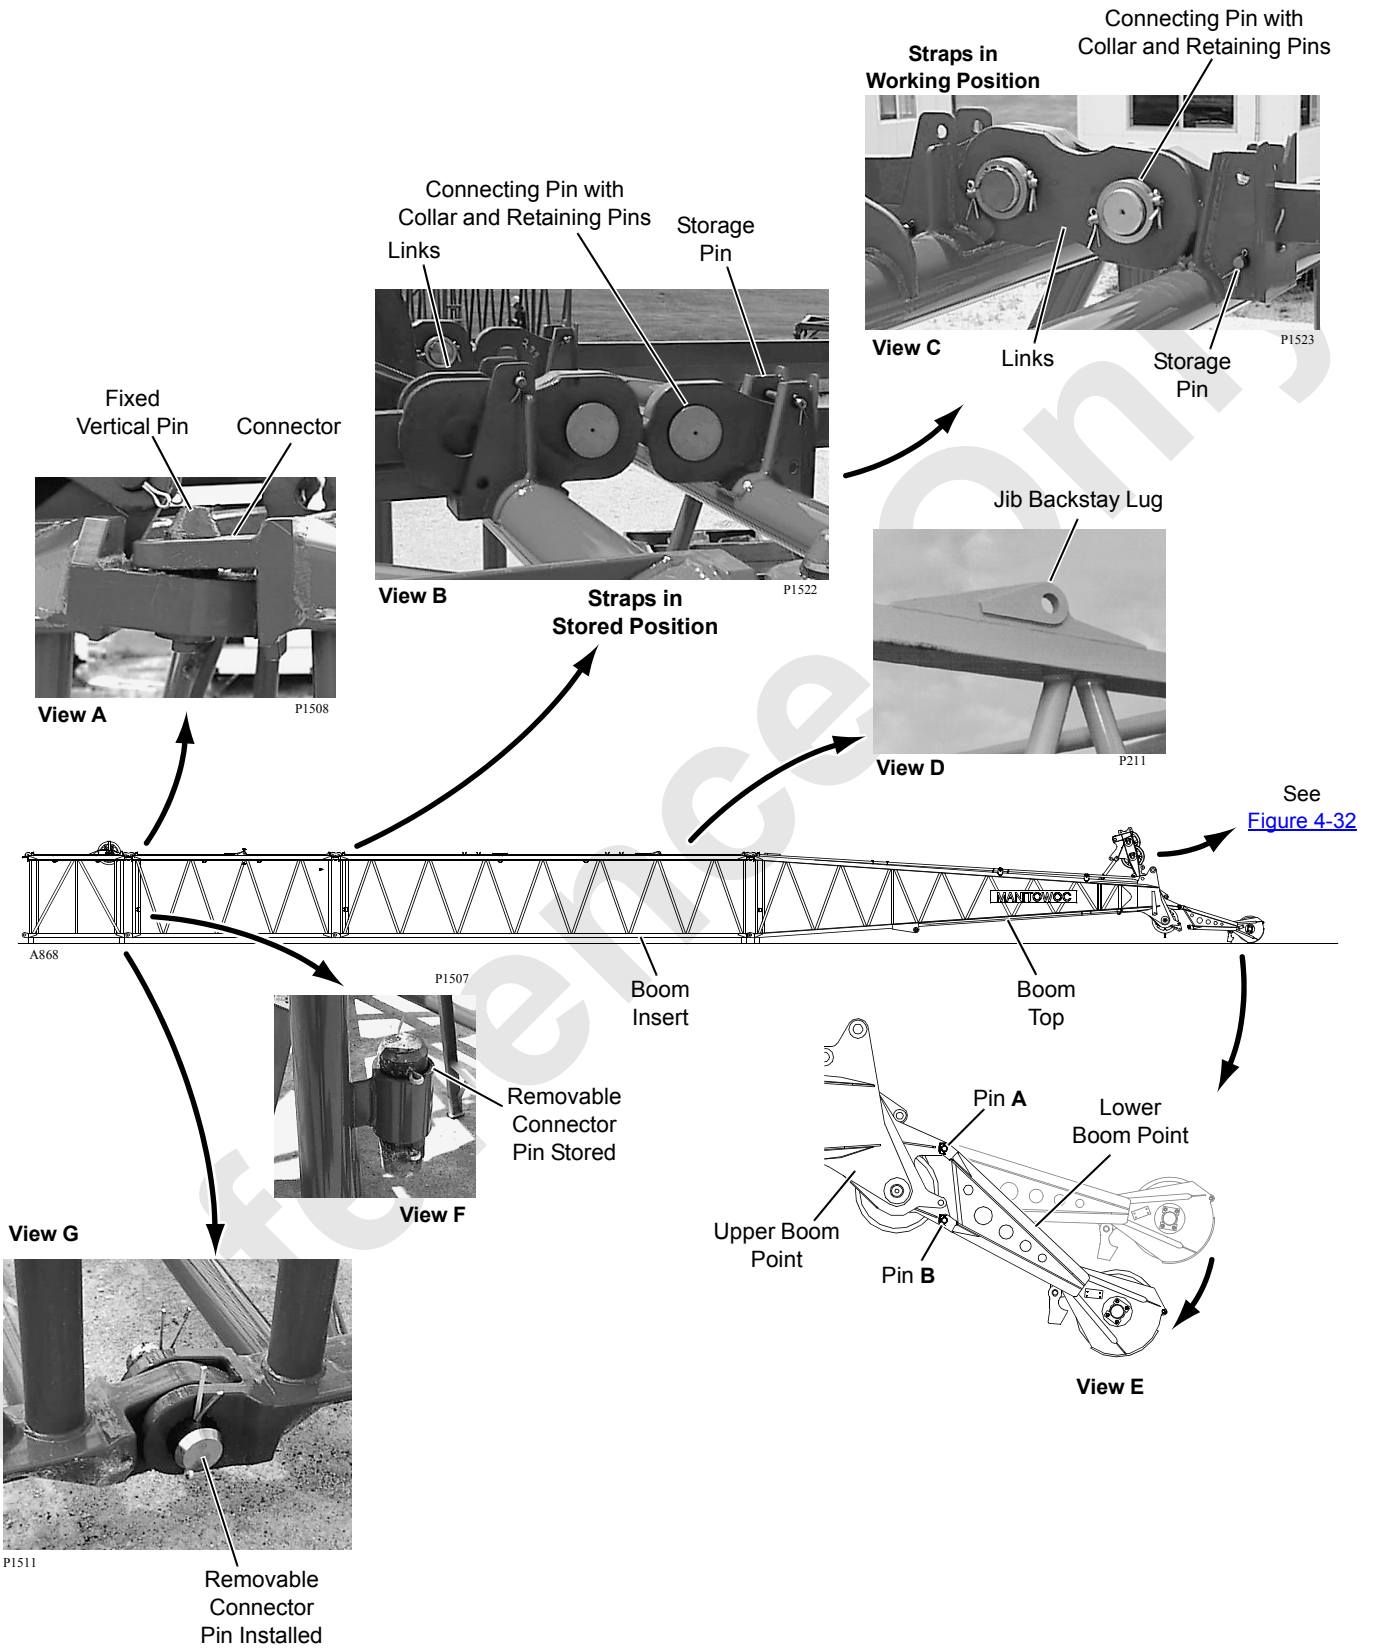 Connecting Pin with
Collar and Retaining Pins
Straps in
Working Position
View C
Links
Storage
Pin
P1523
Connecting Pin with
Collar and Retaining Pins
Links
Storage
Pin
View B
Straps in
Stored Position
P1522
Fixed
Vertical Pin
Connector
View A
P1508
Jib Backstay Lug
View D
P211
See
Figure 4-32
MANITOWOC
A868
Boom
Insert
Boom
Top
P1507
Removable
Connector
Pin Stored
View F
Pin A
Lower
Boom Point
Upper Boom
Point
Pin B
View E
View G
P1511
Removable
Connector
Pin Installed
ference Only